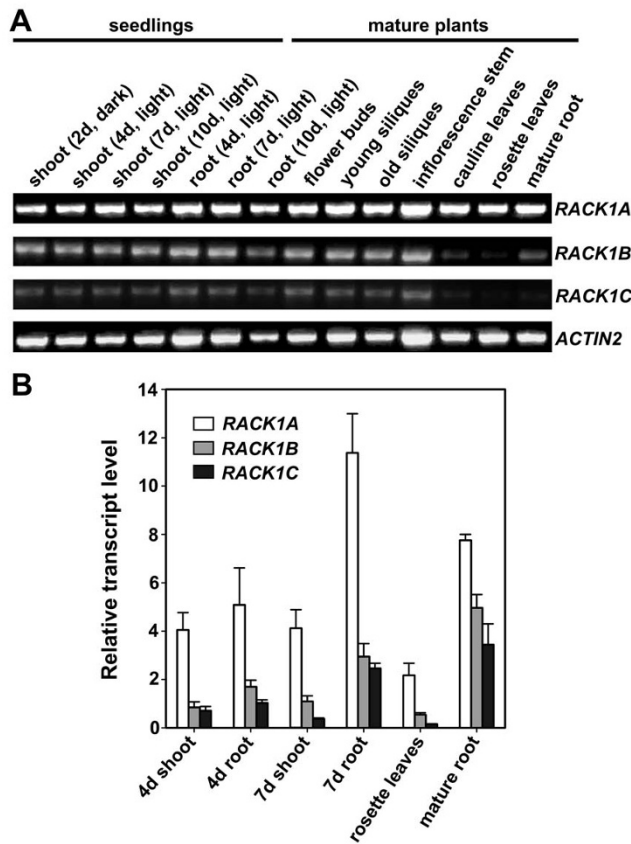 A
seedlings
mature plants
shoot (2d, dark)
shoot (4d, light)
shoot (7d, light)
shoot (10d, light)
root (4d, light)
root (7d, light)
root (10d, light)
flower buds
young siliques
old siliques
inflorescence stem
cauline leaves
rosette leaves
mature root
RACK1A
RACK1B
RACK1C
ACTIN2
B
Relative transcript level
14
12
10
8
6
4
2
0
RACK1A
RACK1B
RACK1C
4d shoot
4d root
7d shoot
7d root
rosette leaves
mature root